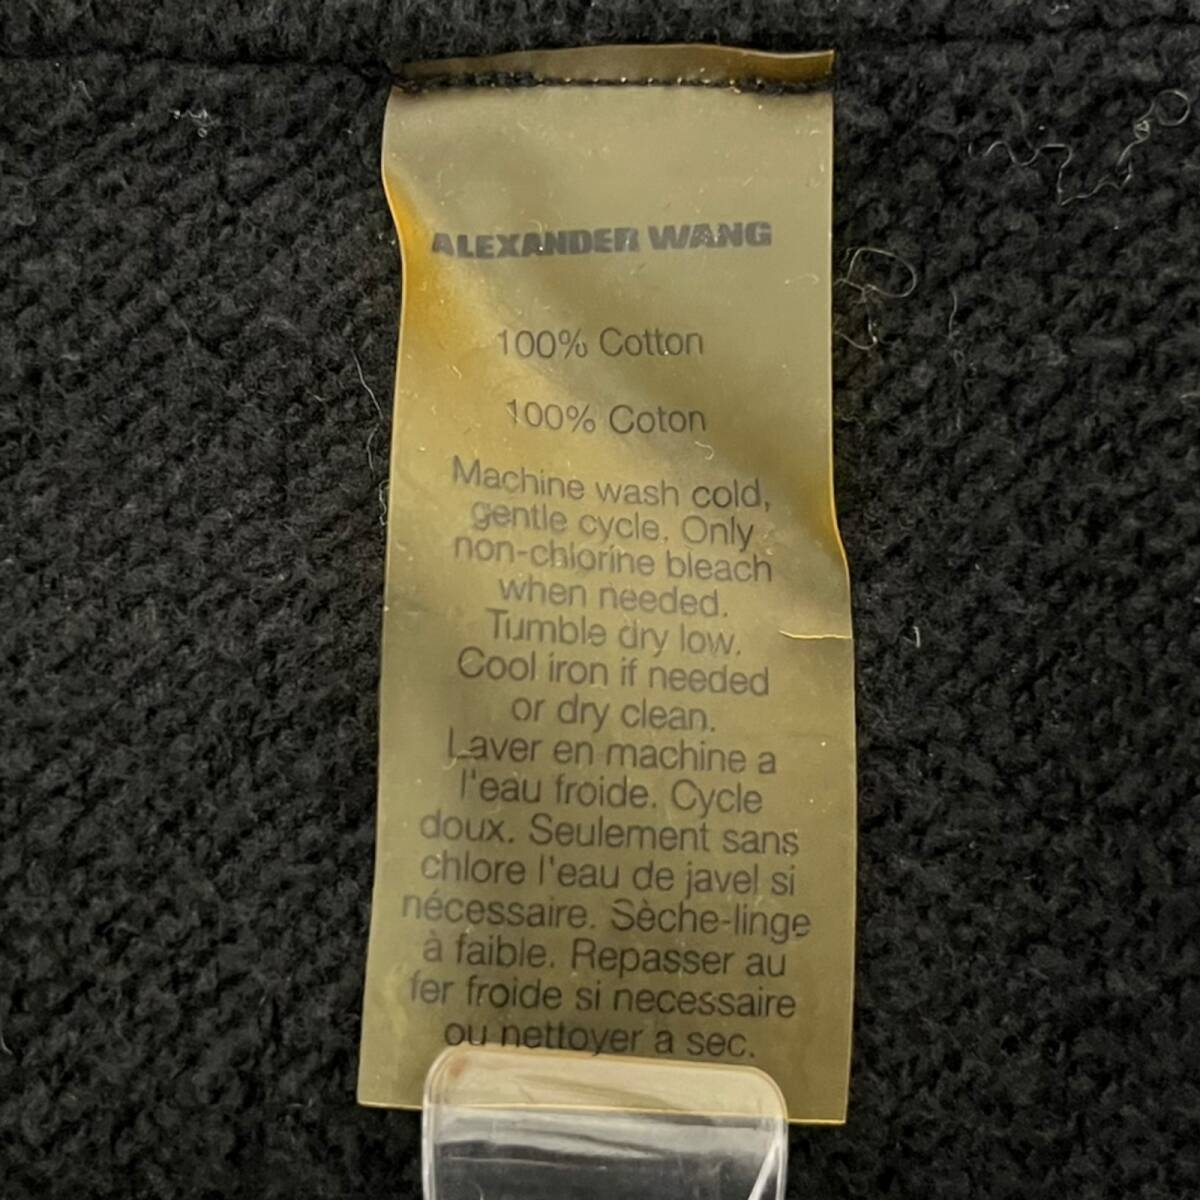 ALEXANDER WANG
100% Cotton
100% Coton
Machine wash cold,
gentle cycle. Only
non-chlorine bleach
when needed.
Tumble dry low.
Cool iron if needed
or dry clean.
Laver en machine a
l'eau froide. Cycle
doux. Seulement sans
chlore l'eau de javel si
nécessaire. Sèche-linge
à faible. Repasser au
fer froide si necessaire
ou nettoyer a sec.